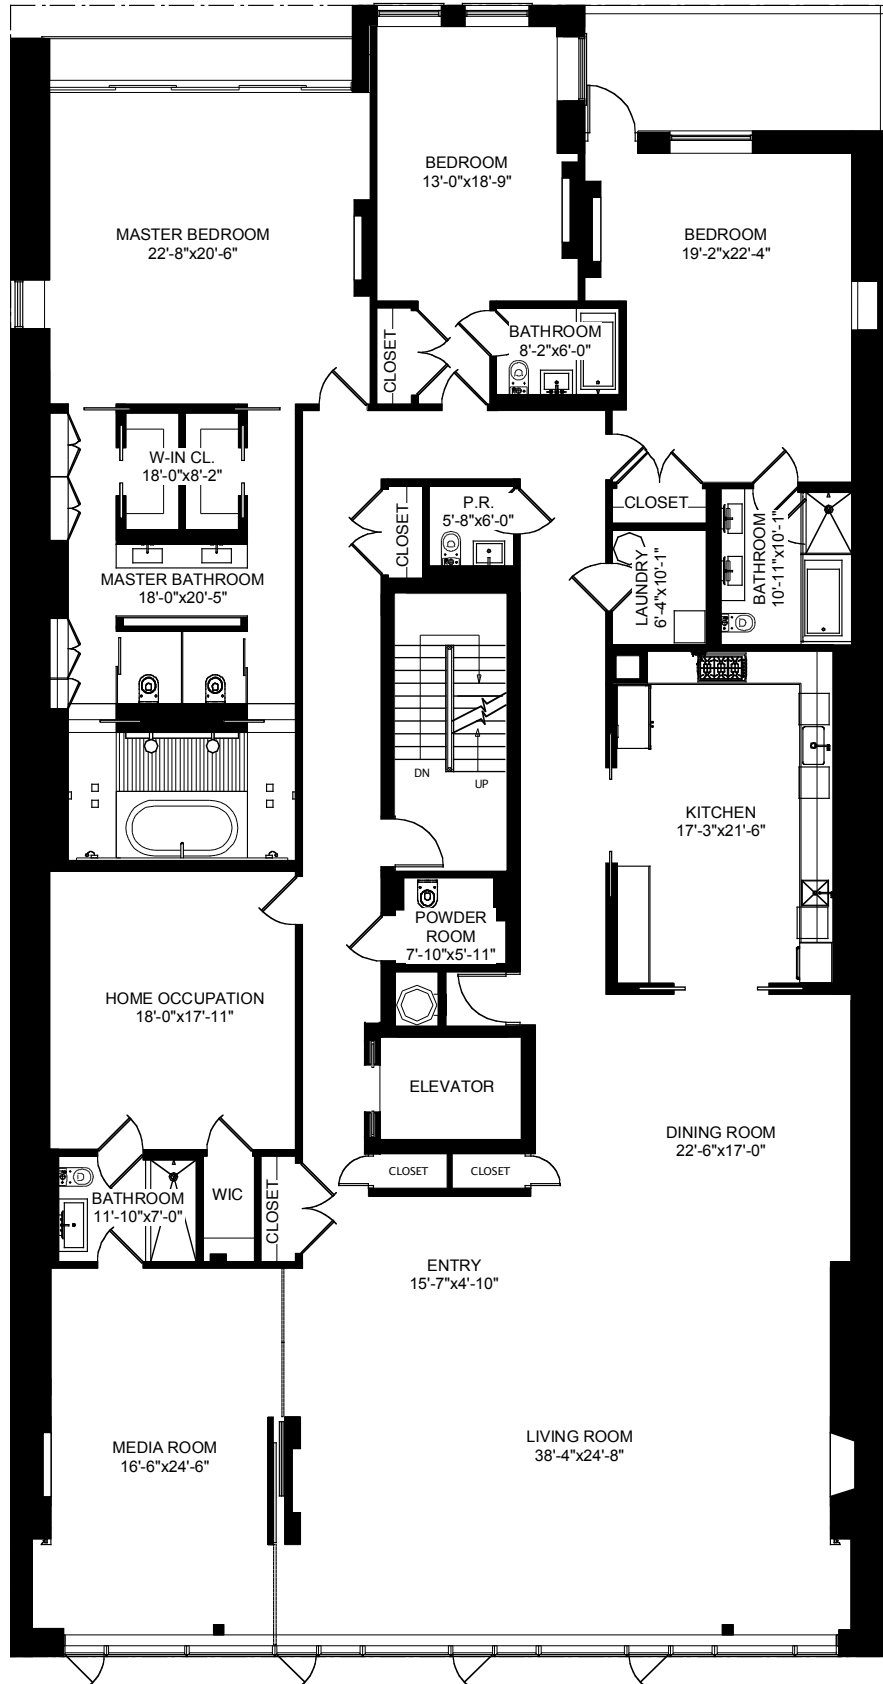 BEDROOM
13'-0"x18'-9"
MASTER BEDROOM
22'-8"x20'-6"
BEDROOM
19'-2"x22'-4"
CLOSET
BATHROOM
8'-2"x6'-0"
W-IN CL.
18'-0"x8'-2"
CLOSET
P.R.
5'-8"x6'-0"
CLOSET
LAUNDRY
6'-4"x10'-1"
BATHROOM
10'-11"x10'-1"
MASTER BATHROOM
18'-0"x20'-5"
DN
UP
KITCHEN
17'-3"x21'-6"
POWDER
ROOM
7'-10"x5'-11"
HOME OCCUPATION
18'-0"x17'-11"
ELEVATOR
DINING ROOM
22'-6"x17'-0"
CLOSET
CLOSET
BATHROOM
11'-10"x7'-0"
WIC
CLOSET
ENTRY
15'-7"x4'-10"
MEDIA ROOM
16'-6"x24'-6"
LIVING ROOM
38'-4"x24'-8"